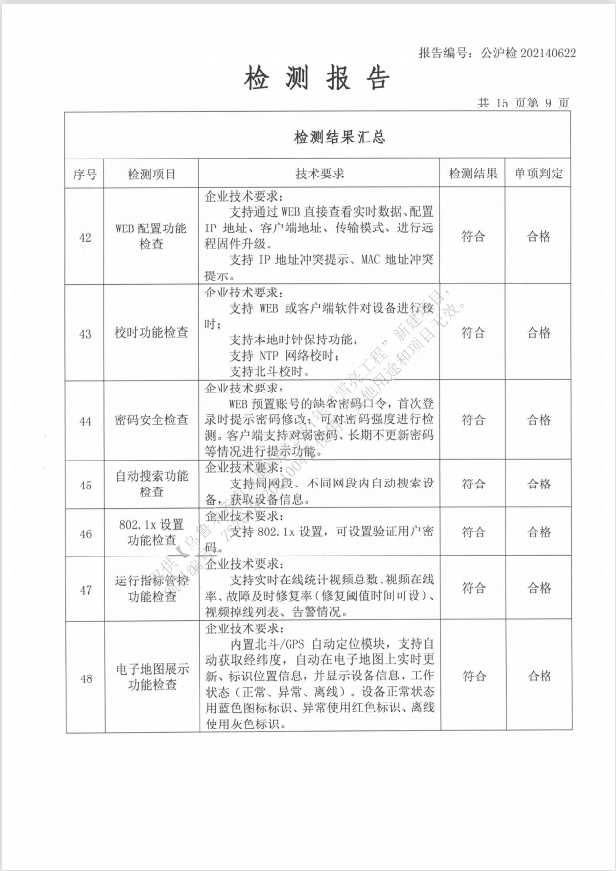 报告编号：公沪检 202140622
检 测 报 告
共 15 页第 9 页
检测结果汇总
序号 检测项目 技术要求 检测结果 单项判定
42 WEB 配置功能
检查
企业技术要求：
支持通过 WEB 直接查看实时数据、配置
IP 地址、客户端地址、传输模式、进行远
程固件升级。
支持 IP 地址冲突提示、MAC 地址冲突
提示。
符合 合格
43 校时功能检查
企业技术要求：
支持 WEB 或客户端软件对设备进行校
时；
支持本地时钟保持功能，
支持 NTP 网络校时；
支持北斗校时。
符合 合格
44 密码安全检查
企业技术要求，
WEB 预置账号的缺省密码口令，首次登
录时提示密码修改，可对密码强度进行检
测。客户端支持对弱密码、长期不更新密码
等情况进行提示功能。
符合 合格
45 自动搜索功能
检查
企业技术要求：
支持同网段、不同网段内自动搜索设
备，获取设备信息。
符合 合格
46 802.1x 设置
功能检查
企业技术要求：
支持 802.1x 设置，可设置验证用户密
码。
符合 合格
47 运行指标管控
功能检查
企业技术要求；
支持实时在线统计视频总数、视频在线
率、故障及时修复率（修复阈值时间可设）、
视频掉线列表、告警情况。
符合 合格
48 电子地图展示
功能检查
企业技术要求：
内置北斗/GPS 自动定位模块，支持自
动获取经纬度，自动在电子地图上实时更
新、标识位置信息，并显示设备信息、工作
状态（正常、异常、离线）。设备正常状态
用蓝色图标标识、异常使用红色标识、离线
使用灰色标识。
符合 合格